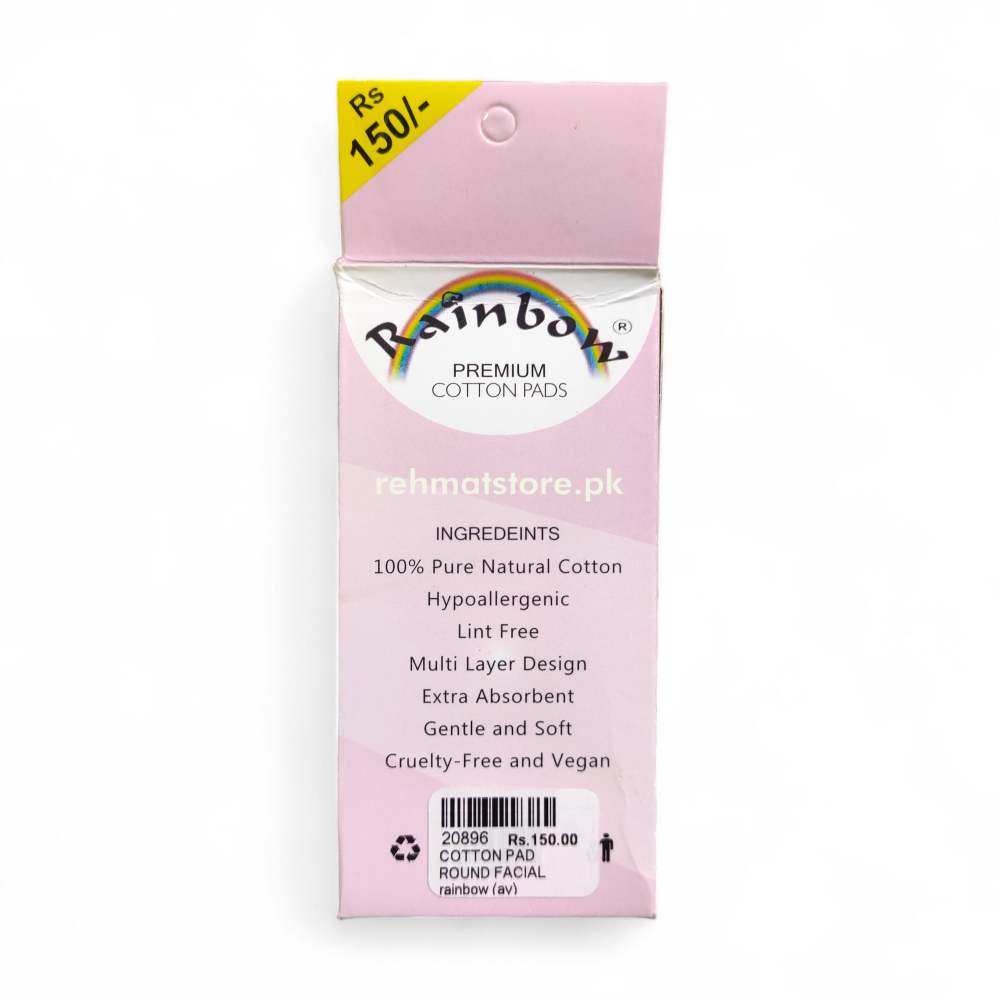 Rs
150/-
Rainbow ®
PREMIUM
COTTON PADS
rehmatstore.pk
INGREDEINTS
100% Pure Natural Cotton
Hypoallergenic
Lint Free
Multi Layer Design
Extra Absorbent
Gentle and Soft
Cruelty-Free and Vegan
20896 Rs.150.00
COTTON PAD
ROUND FACIAL
rainbow (av)